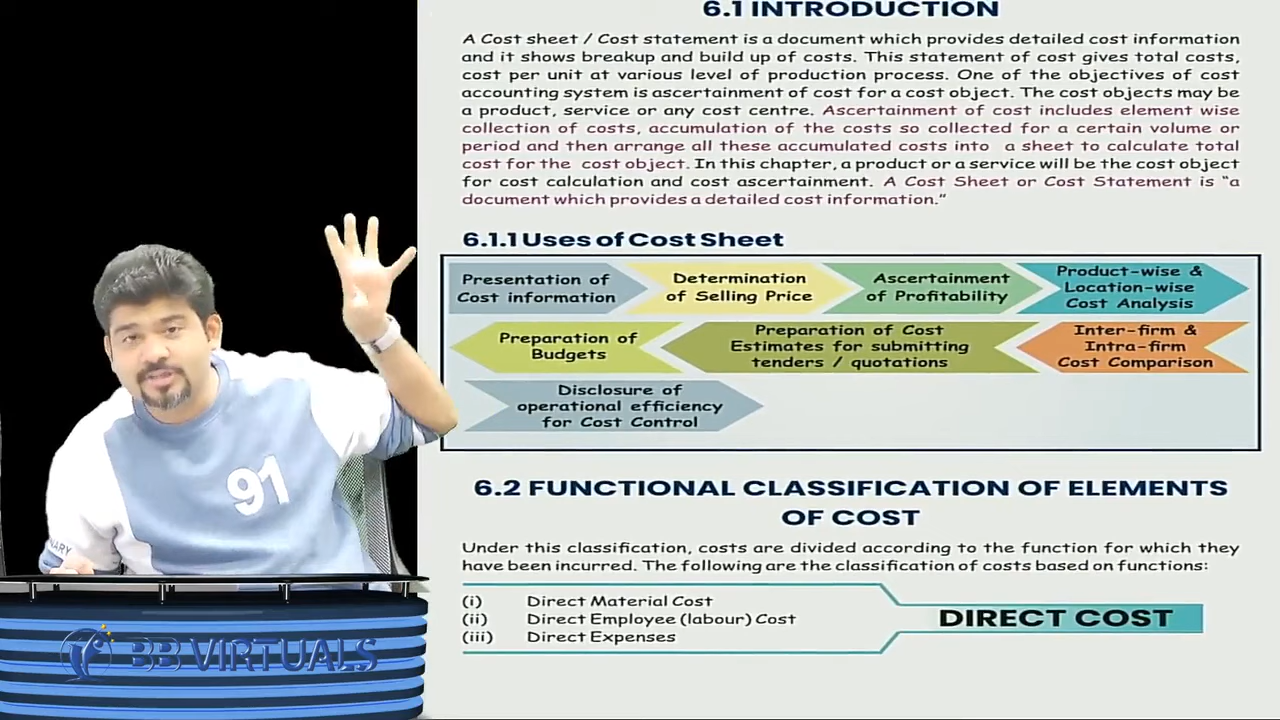 6.1 INTRODUCTION
A Cost sheet / Cost statement is a document which provides detailed cost information
and it shows breakup and build up of costs. This statement of cost gives total costs,
cost per unit at various level of production process. One of the objectives of cost
accounting system is ascertainment of cost for a cost object. The cost objects may be
a product, service or any cost centre. Ascertainment of cost includes element wise
collection of costs, accumulation of the costs so collected for a certain volume or
period and then arrange all these accumulated costs into a sheet to calculate total
cost for the cost object. In this chapter, a product or a service will be the cost object
for cost calculation and cost ascertainment. A Cost Sheet or Cost Statement is “a
document which provides a detailed cost information.”
6.1.1 Uses of Cost Sheet
Presentation of
Cost information
Determination
of Selling Price
Ascertainment
of Profitability
Product-wise &
Location-wise
Cost Analysis
Preparation of
Budgets
Preparation of Cost
Estimates for submitting
tenders / quotations
Inter-firm &
Intra-firm
Cost Comparison
Disclosure of
operational efficiency
for Cost Control
6.2 FUNCTIONAL CLASSIFICATION OF ELEMENTS
OF COST
Under this classification, costs are divided according to the function for which they
have been incurred. The following are the classification of costs based on functions:
(i) Direct Material Cost
(ii) Direct Employee (labour) Cost
(iii) Direct Expenses
DIRECT COST
91
BB VIRTUALS